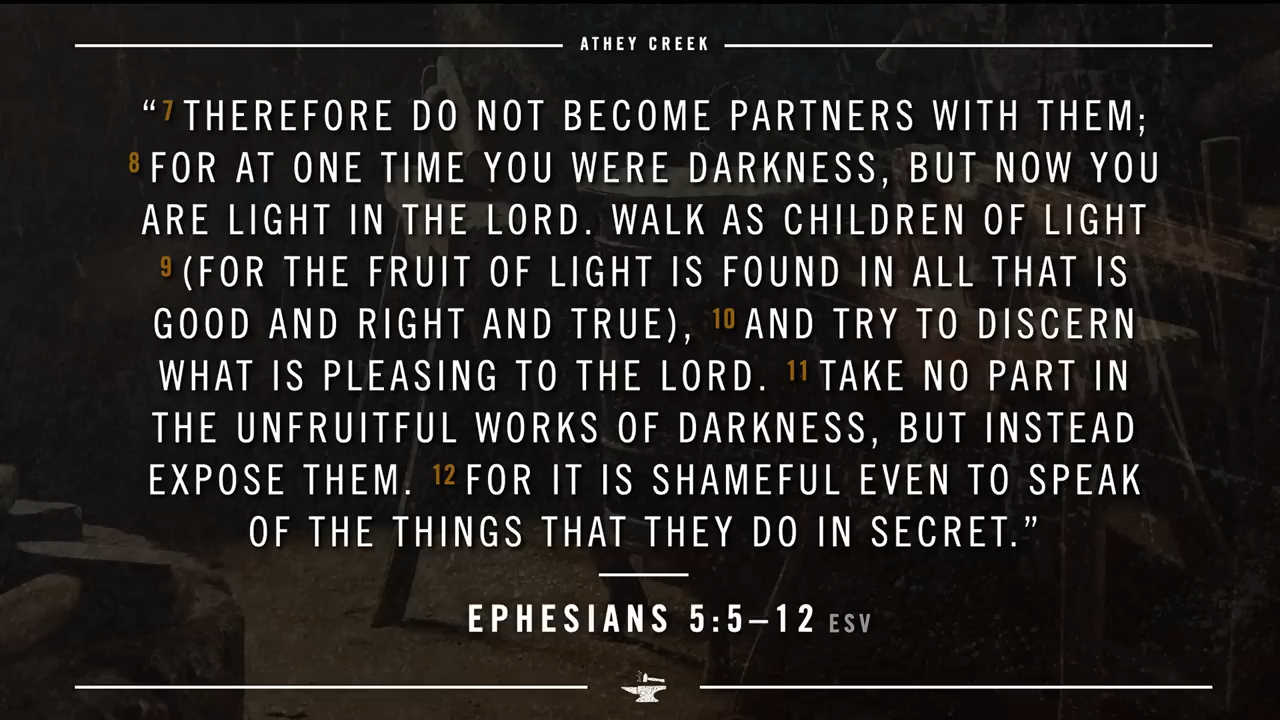 ATHEY CREEK
“7 THEREFORE DO NOT BECOME PARTNERS WITH THEM;
8 FOR AT ONE TIME YOU WERE DARKNESS, BUT NOW YOU
ARE LIGHT IN THE LORD. WALK AS CHILDREN OF LIGHT
9 (FOR THE FRUIT OF LIGHT IS FOUND IN ALL THAT IS
GOOD AND RIGHT AND TRUE), 10 AND TRY TO DISCERN
WHAT IS PLEASING TO THE LORD. 11 TAKE NO PART IN
THE UNFRUITFUL WORKS OF DARKNESS, BUT INSTEAD
EXPOSE THEM. 12 FOR IT IS SHAMEFUL EVEN TO SPEAK
OF THE THINGS THAT THEY DO IN SECRET.”
EPHESIANS 5:5–12 ESV